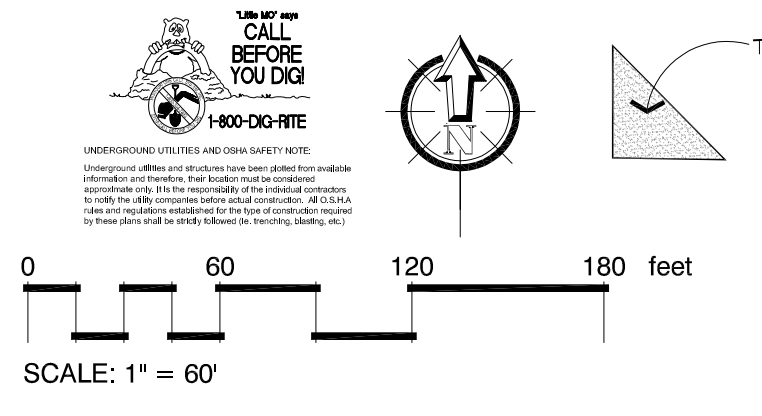 "Little MO" says
CALL
BEFORE
YOU DIG!
1-800-DIG-RITE
UNDERGROUND UTILITIES AND OSHA SAFETY NOTE:
Underground utilities and structures have been plotted from available
information and therefore, their location must be considered
approximate only. It is the responsibility of the individual contractors
to notify the utility companies before actual construction. All O.S.H.A
rules and regulations established for the type of construction required
by these plans shall be strictly followed (ie. trenching, blasting, etc.)
N
T
0 60 120 180 feet
SCALE: 1" = 60'